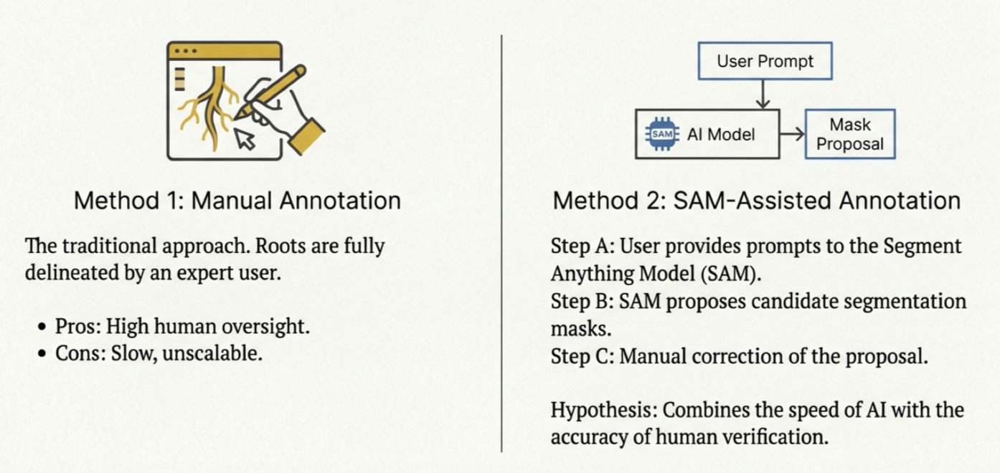 Method 1: Manual Annotation
The traditional approach. Roots are fully
delineated by an expert user.
• Pros: High human oversight.
• Cons: Slow, unscalable.
User Prompt
SAM
AI Model
Mask
Proposal
Method 2: SAM-Assisted Annotation
Step A: User provides prompts to the Segment
Anything Model (SAM).
Step B: SAM proposes candidate segmentation
masks.
Step C: Manual correction of the proposal.
Hypothesis: Combines the speed of AI with the
accuracy of human verification.